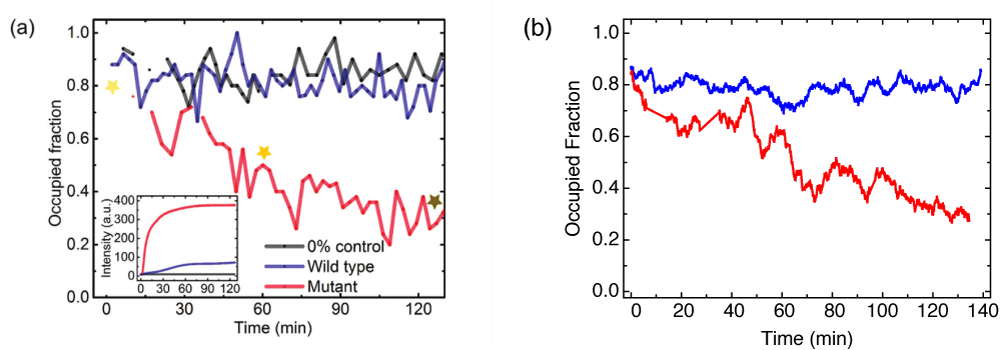 (a)
Occupied fraction
1.0
0.8
0.6
0.4
0.2
0.0
0
30
60
90
120
Time (min)
Intensity (a.u.)
400
300
200
100
0
0 30 60 90 120
0% control
Wild type
Mutant
(b)
Occupied Fraction
1.0
0.8
0.6
0.4
0.2
0.0
0 20 40 60 80 100 120 140
Time (min)